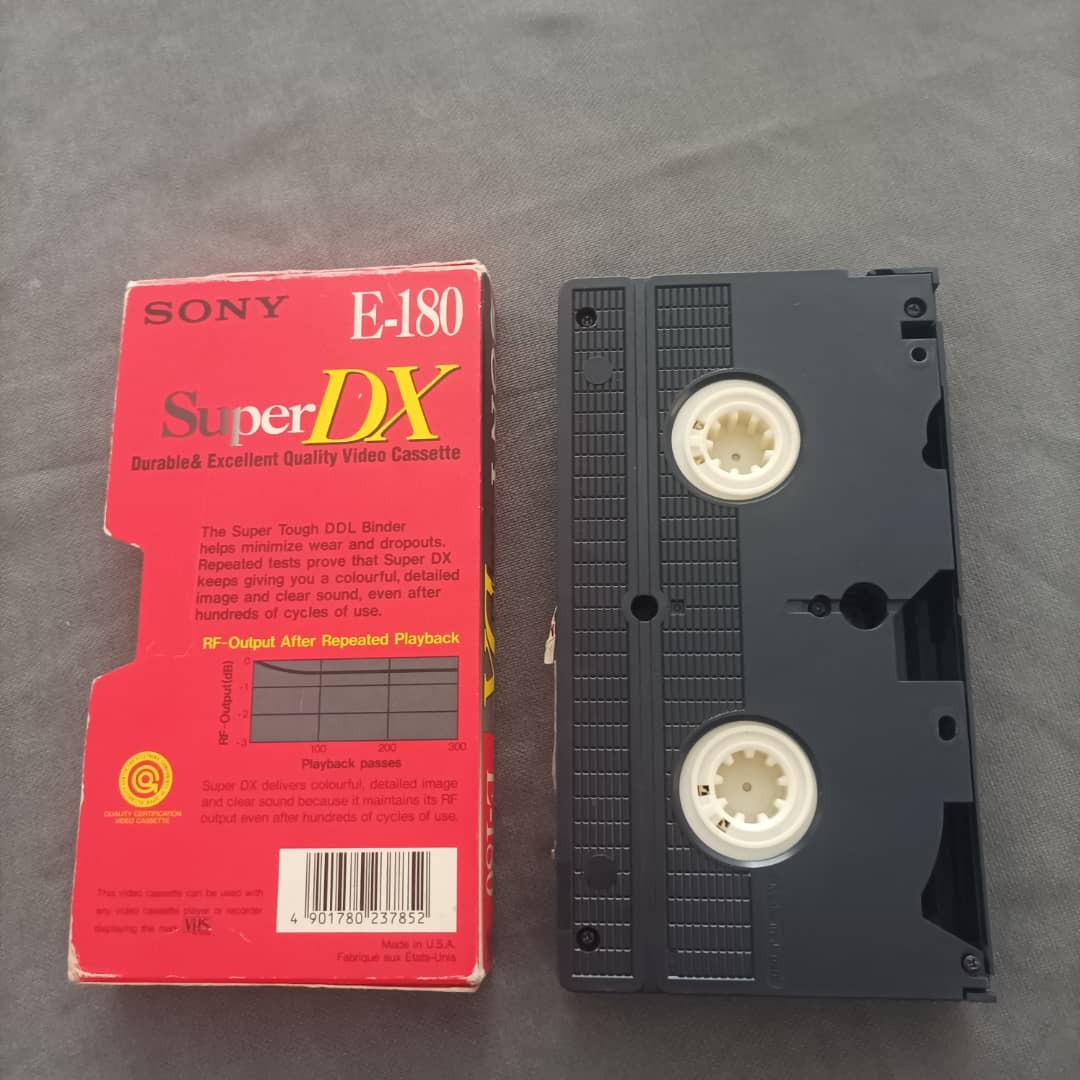 SONY
E-180
Super DX
Durable& Excellent Quality Video Cassette
The Super Tough DDL Binder
helps minimize wear and dropouts.
Repeated tests prove that Super DX
keeps giving you a colourful, detailed
image and clear sound, even after
hundreds of cycles of use.
RF-Output After Repeated Playback
RF-Output(dB)
0
-1
-2
-3
100 200 300
Playback passes
Super DX delivers colourful, detailed image
and clear sound because it maintains its RF
output even after hundreds of cycles of use.
QUALITY CERTIFICATION
VIDEO CASSETTE
This video cassette can be used with
any video cassette player or recorder
displaying the mark VHS
4 901780 237852
Made in U.S.A.
Fabriqué aux États-Unis
E-180